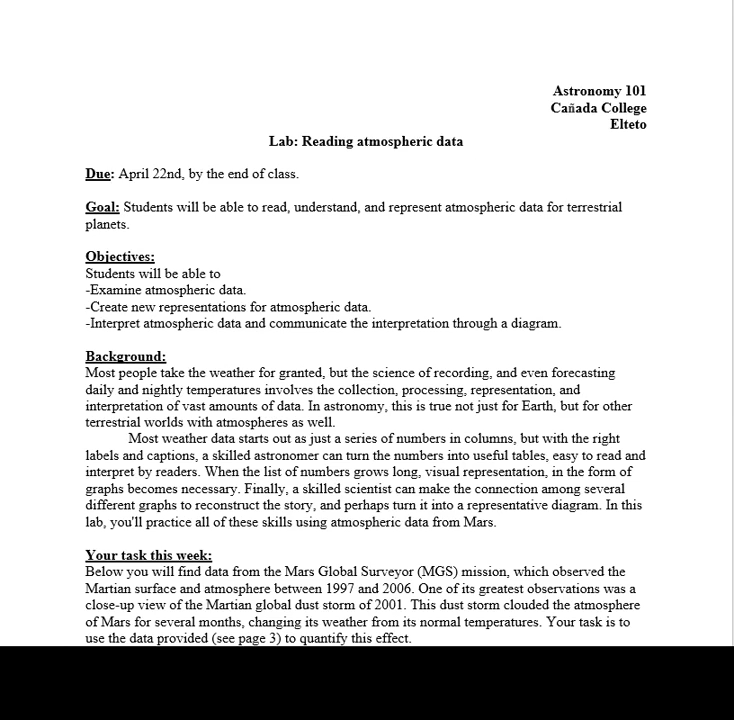 Astronomy 101
Cañada College
Elteto
Lab: Reading atmospheric data
Due: April 22nd, by the end of class.
Goal: Students will be able to read, understand, and represent atmospheric data for terrestrial
planets.
Objectives:
Students will be able to
-Examine atmospheric data.
-Create new representations for atmospheric data.
-Interpret atmospheric data and communicate the interpretation through a diagram.
Background:
Most people take the weather for granted, but the science of recording, and even forecasting
daily and nightly temperatures involves the collection, processing, representation, and
interpretation of vast amounts of data. In astronomy, this is true not just for Earth, but for other
terrestrial worlds with atmospheres as well.
Most weather data starts out as just a series of numbers in columns, but with the right
labels and captions, a skilled astronomer can turn the numbers into useful tables, easy to read and
interpret by readers. When the list of numbers grows long, visual representation, in the form of
graphs becomes necessary. Finally, a skilled scientist can make the connection among several
different graphs to reconstruct the story, and perhaps turn it into a representative diagram. In this
lab, you'll practice all of these skills using atmospheric data from Mars.
Your task this week:
Below you will find data from the Mars Global Surveyor (MGS) mission, which observed the
Martian surface and atmosphere between 1997 and 2006. One of its greatest observations was a
close-up view of the Martian global dust storm of 2001. This dust storm clouded the atmosphere
of Mars for several months, changing its weather from its normal temperatures. Your task is to
use the data provided (see page 3) to quantify this effect.